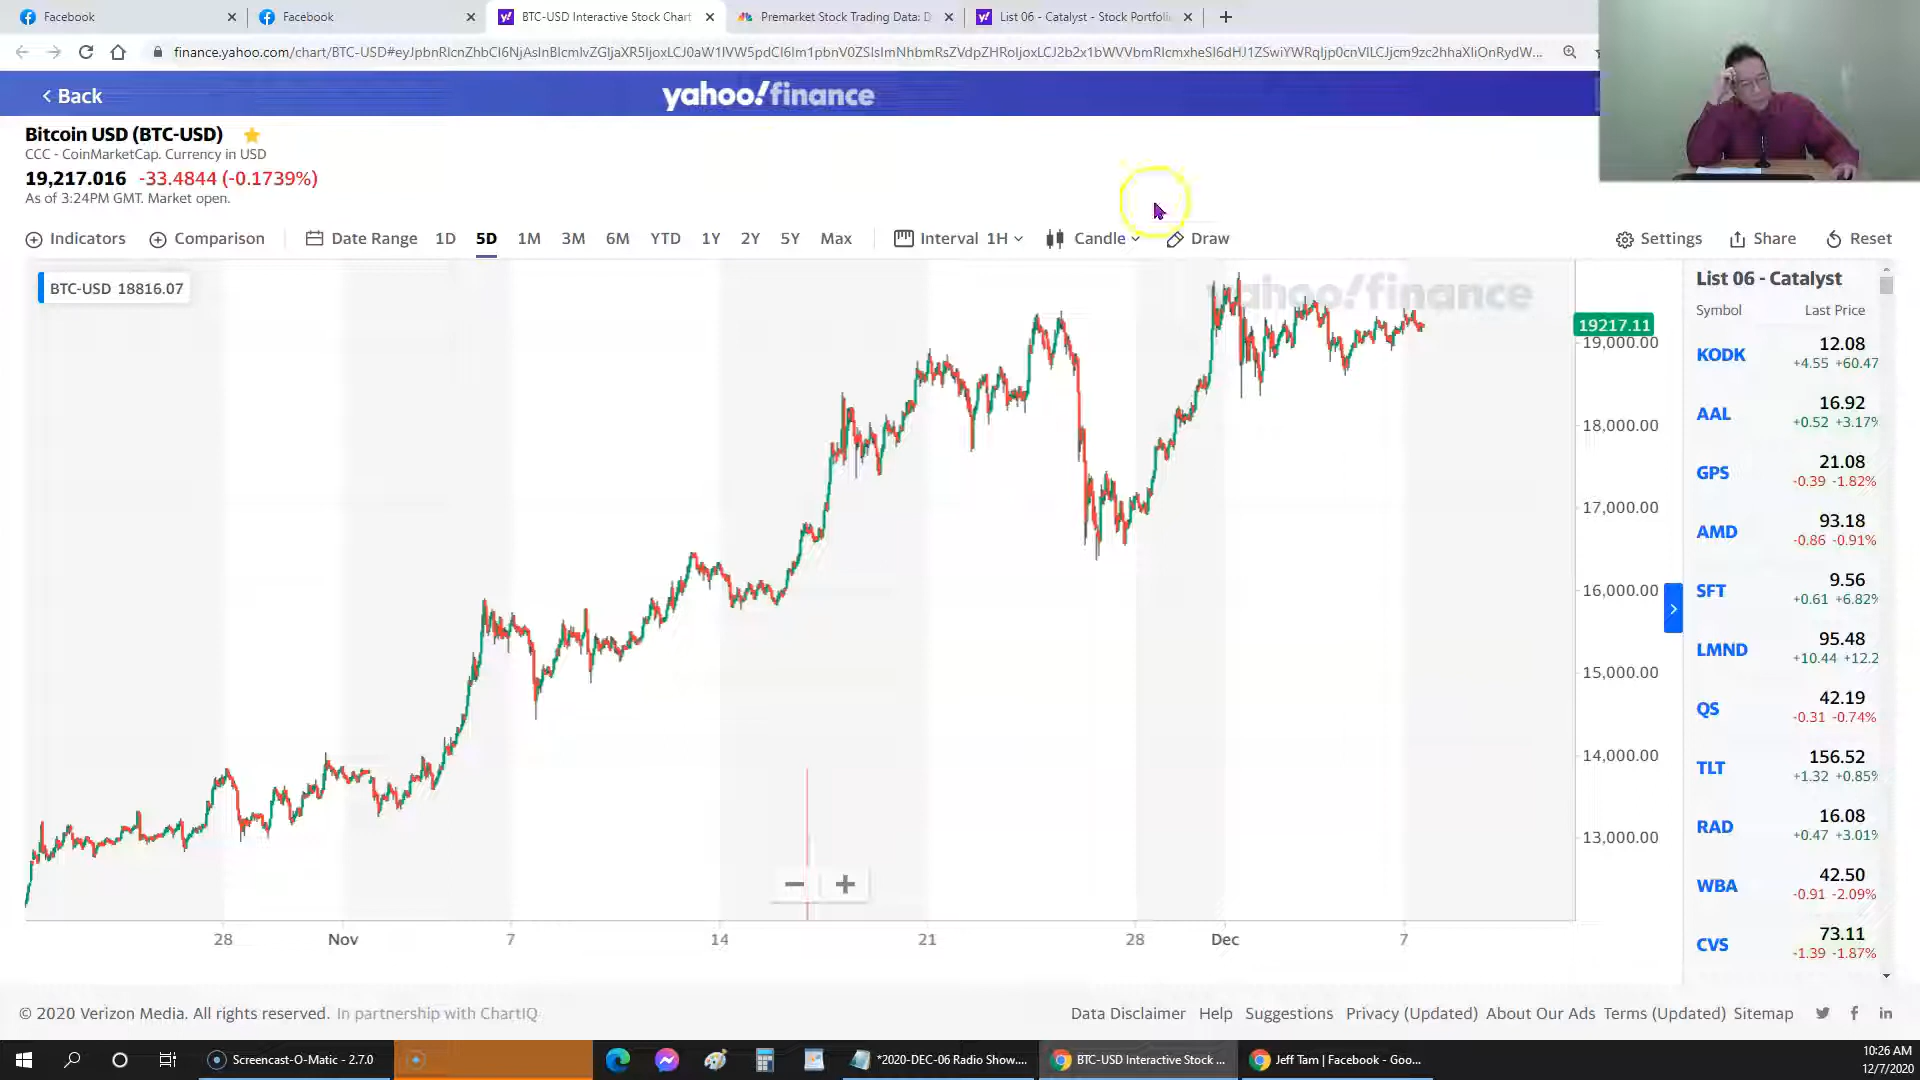 Facebook
Facebook
BTC-USD Interactive Stock Chart
Premarket Stock Trading Data: D
List 06 - Catalyst - Stock Portfoli
Back
yahoo!finance
Bitcoin USD (BTC-USD)
CCC - CoinMarketCap. Currency in USD
19,217.016 -33.4844 (-0.1739%)
As of 3:24PM GMT. Market open.
Indicators
Comparison
Date Range
1D
5D
1M
3M
6M
YTD
1Y
2Y
5Y
Max
Interval 1H
Candle
Draw
Settings
Share
Reset
BTC-USD 18816.07
yahoo!finance
19217.11
19,000.00
18,000.00
17,000.00
16,000.00
15,000.00
14,000.00
13,000.00
28
Nov
7
14
21
28
Dec
7
List 06 - Catalyst
Symbol Last Price
KODK 12.08
+4.55 +60.47
AAL 16.92
+0.52 +3.17%
GPS 21.08
-0.39 -1.82%
AMD 93.18
-0.86 -0.91%
SFT 9.56
+0.61 +6.82%
LMND 95.48
+10.44 +12.2
QS 42.19
-0.31 -0.74%
TLT 156.52
+1.32 +0.85%
RAD 16.08
+0.47 +3.01%
WBA 42.50
-0.91 -2.09%
CVS 73.11
-1.39 -1.87%
© 2020 Verizon Media. All rights reserved. In partnership with ChartIQ
Data Disclaimer Help Suggestions Privacy (Updated) About Our Ads Terms (Updated) Sitemap
Screencast-O-Matic - 2.7.0
*2020-DEC-06 Radio Show....
BTC-USD Interactive Stock ...
Jeff Tam | Facebook - Goo...
10:26 AM
12/7/2020